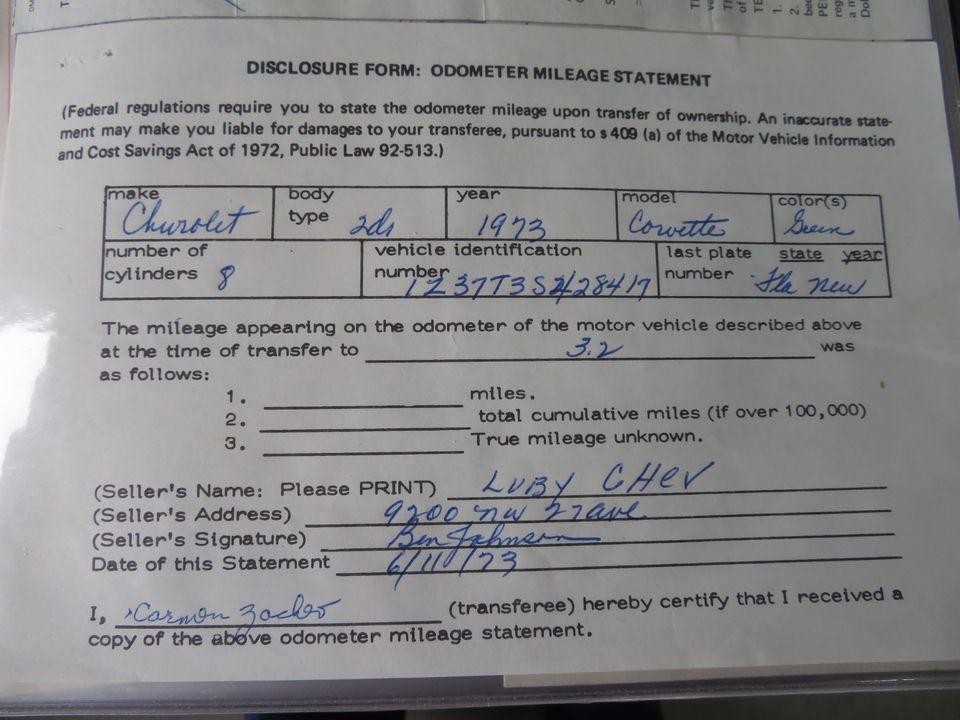 DISCLOSURE FORM: ODOMETER MILEAGE STATEMENT
(Federal regulations require you to state the odometer mileage upon transfer of ownership. An inaccurate state-
ment may make you liable for damages to your transferee, pursuant to s 409 (a) of the Motor Vehicle Information
and Cost Savings Act of 1972, Public Law 92-513.)
make Chevrolet body type 2dr year 1973 model Corvette color(s) Green
number of cylinders 8 vehicle identification number 1Z37T3S428417 last plate number state year Fla new
The mileage appearing on the odometer of the motor vehicle described above
at the time of transfer to 3.2 was
as follows:
1. miles.
2. total cumulative miles (if over 100,000)
3. True mileage unknown.
(Seller's Name: Please PRINT) LUBY CHEV
(Seller's Address) 9200 nw 27 ave
(Seller's Signature) Ben Johnson
Date of this Statement 6/11/73
I, Carmen (transferee) hereby certify that I received a
copy of the above odometer mileage statement.